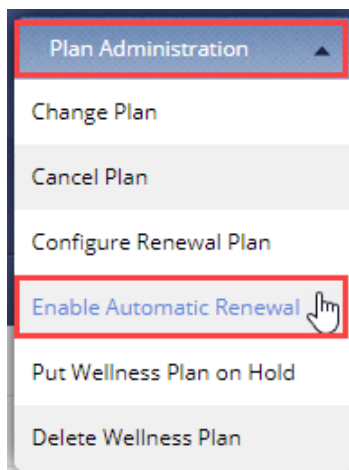 Plan Administration
Change Plan
Cancel Plan
Configure Renewal Plan
Enable Automatic Renewal
Put Wellness Plan on Hold
Delete Wellness Plan